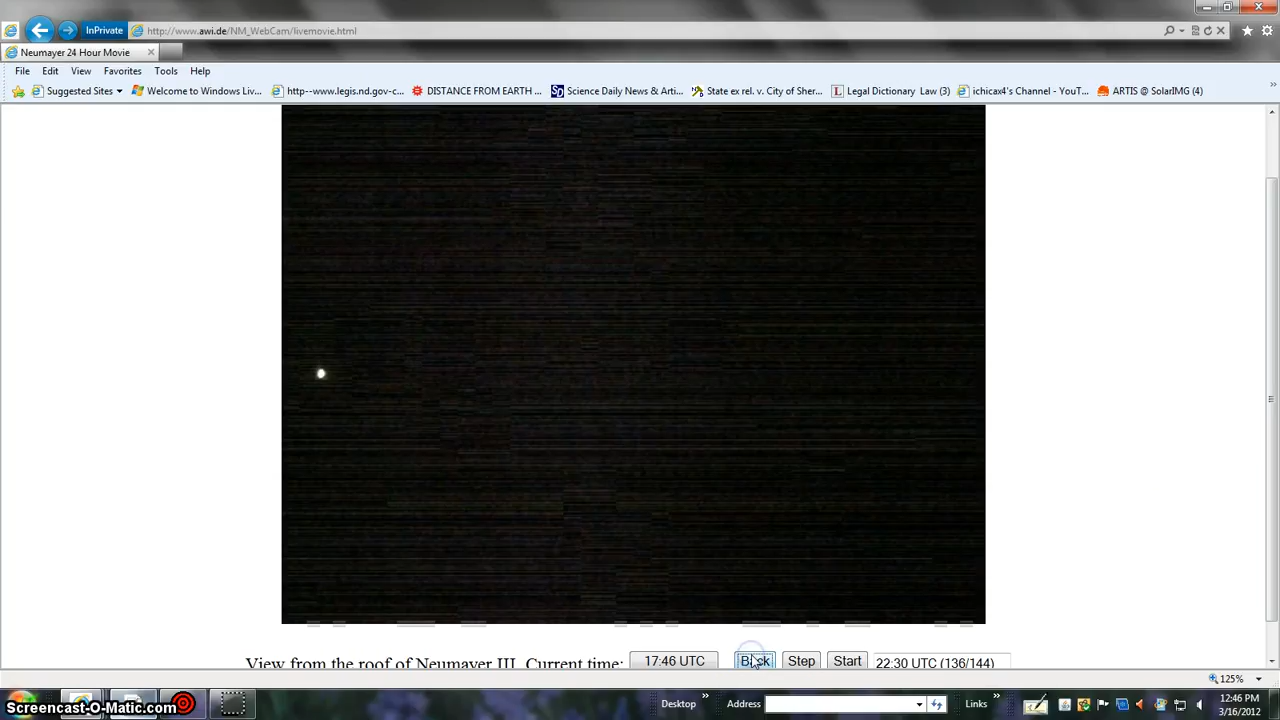 InPrivate http://www.awi.de/NM_WebCam/livemovie.html
Neumayer 24 Hour Movie
File Edit View Favorites Tools Help
Suggested Sites Welcome to Windows Liv... http--www.legis.nd.gov-c... DISTANCE FROM EARTH ... Science Daily News & Arti... State ex rel. v. City of Sher... Legal Dictionary Law (3) ichicax4's Channel - YouT... ARTIS @ SolarIMG (4)
View from the roof of Neumayer III. Current time: 17:46 UTC Back Step Start 22:30 UTC (136/144)
125%
Screencast-O-Matic.com Desktop Address Links 12:46 PM
3/16/2012